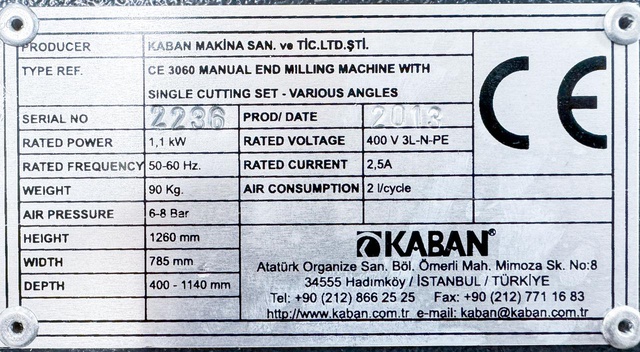 PRODUCER KABAN MAKİNA SAN. ve TİC.LTD.ŞTİ.
TYPE REF. CE 3060 MANUAL END MILLING MACHINE WITH
SINGLE CUTTING SET - VARIOUS ANGLES
CE
SERIAL NO 2236 PROD/ DATE 2013
RATED POWER 1,1 kW RATED VOLTAGE 400 V 3L-N-PE
RATED FREQUENCY 50-60 Hz. RATED CURRENT 2,5A
WEIGHT 90 Kg. AIR CONSUMPTION 2 l/cycle
AIR PRESSURE 6-8 Bar
HEIGHT 1260 mm
WIDTH 785 mm
DEPTH 400 - 1140 mm
KABAN®
Atatürk Organize San. Böl. Ömerli Mah. Mimoza Sk. No:8
34555 Hadımköy / İSTANBUL / TÜRKİYE
Tel: +90 (212) 866 25 25 Fax: +90 (212) 771 16 83
http://www.kaban.com.tr e-mail: kaban@kaban.com.tr